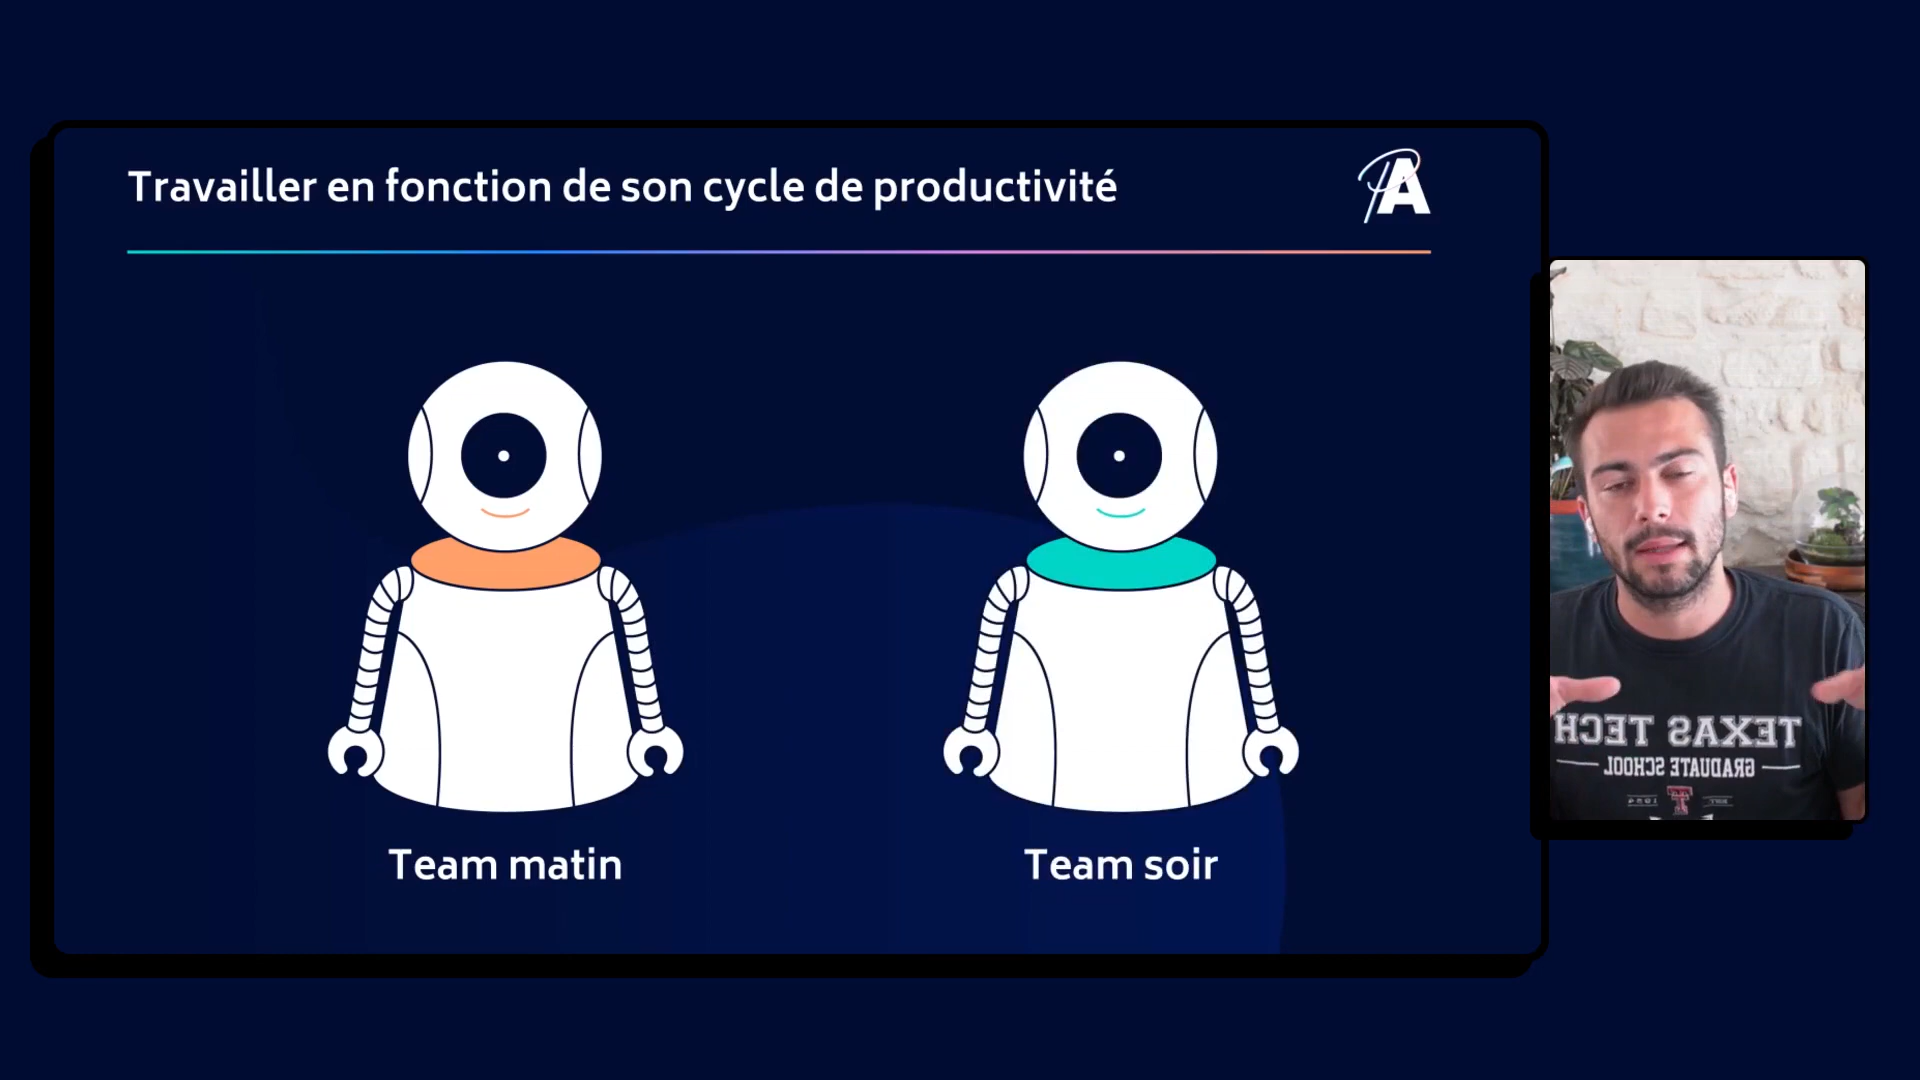 Travailler en fonction de son cycle de productivité
A
Team matin
Team soir
TEXAS TECH
GRADUATE SCHOOL